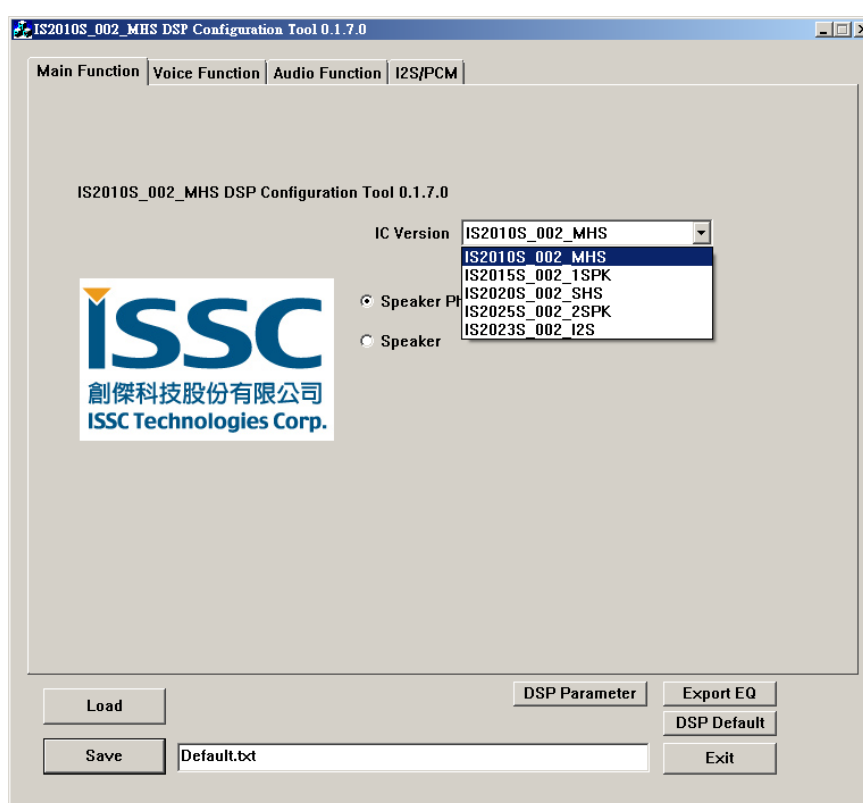 IS2010S_002_MHS DSP Configuration Tool 0.1.7.0
Main Function Voice Function Audio Function I2S/PCM
IS2010S_002_MHS DSP Configuration Tool 0.1.7.0
IC Version IS2010S_002_MHS
IS2010S_002_MHS
IS2015S_002_1SPK
IS2020S_002_SHS
IS2025S_002_2SPK
IS2023S_002_I2S
Speaker Ph
Speaker
ISSC
創傑科技股份有限公司
ISSC Technologies Corp.
Load
DSP Parameter
Export EQ
DSP Default
Save
Default.txt
Exit